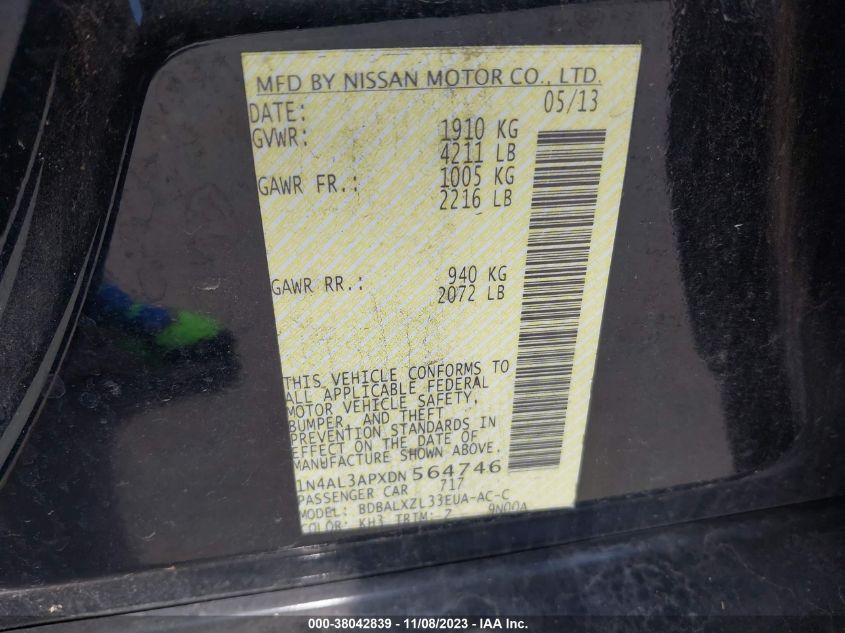 MFD BY NISSAN MOTOR CO., LTD.
DATE: 05/13
GVWR: 1910 KG
4211 LB
GAWR FR.: 1005 KG
2216 LB
GAWR RR.: 940 KG
2072 LB
THIS VEHICLE CONFORMS TO
ALL APPLICABLE FEDERAL
MOTOR VEHICLE SAFETY,
BUMPER, AND THEFT
PREVENTION STANDARDS IN
EFFECT ON THE DATE OF
MANUFACTURE SHOWN ABOVE.
1N4AL3APXDN 564746
PASSENGER CAR 717
MODEL: BDBALXZL33EUA-AC-C
COLOR: KH3 TRIM: Z 9N00A
000-38042839 - 11/08/2023 - © IAA Inc.